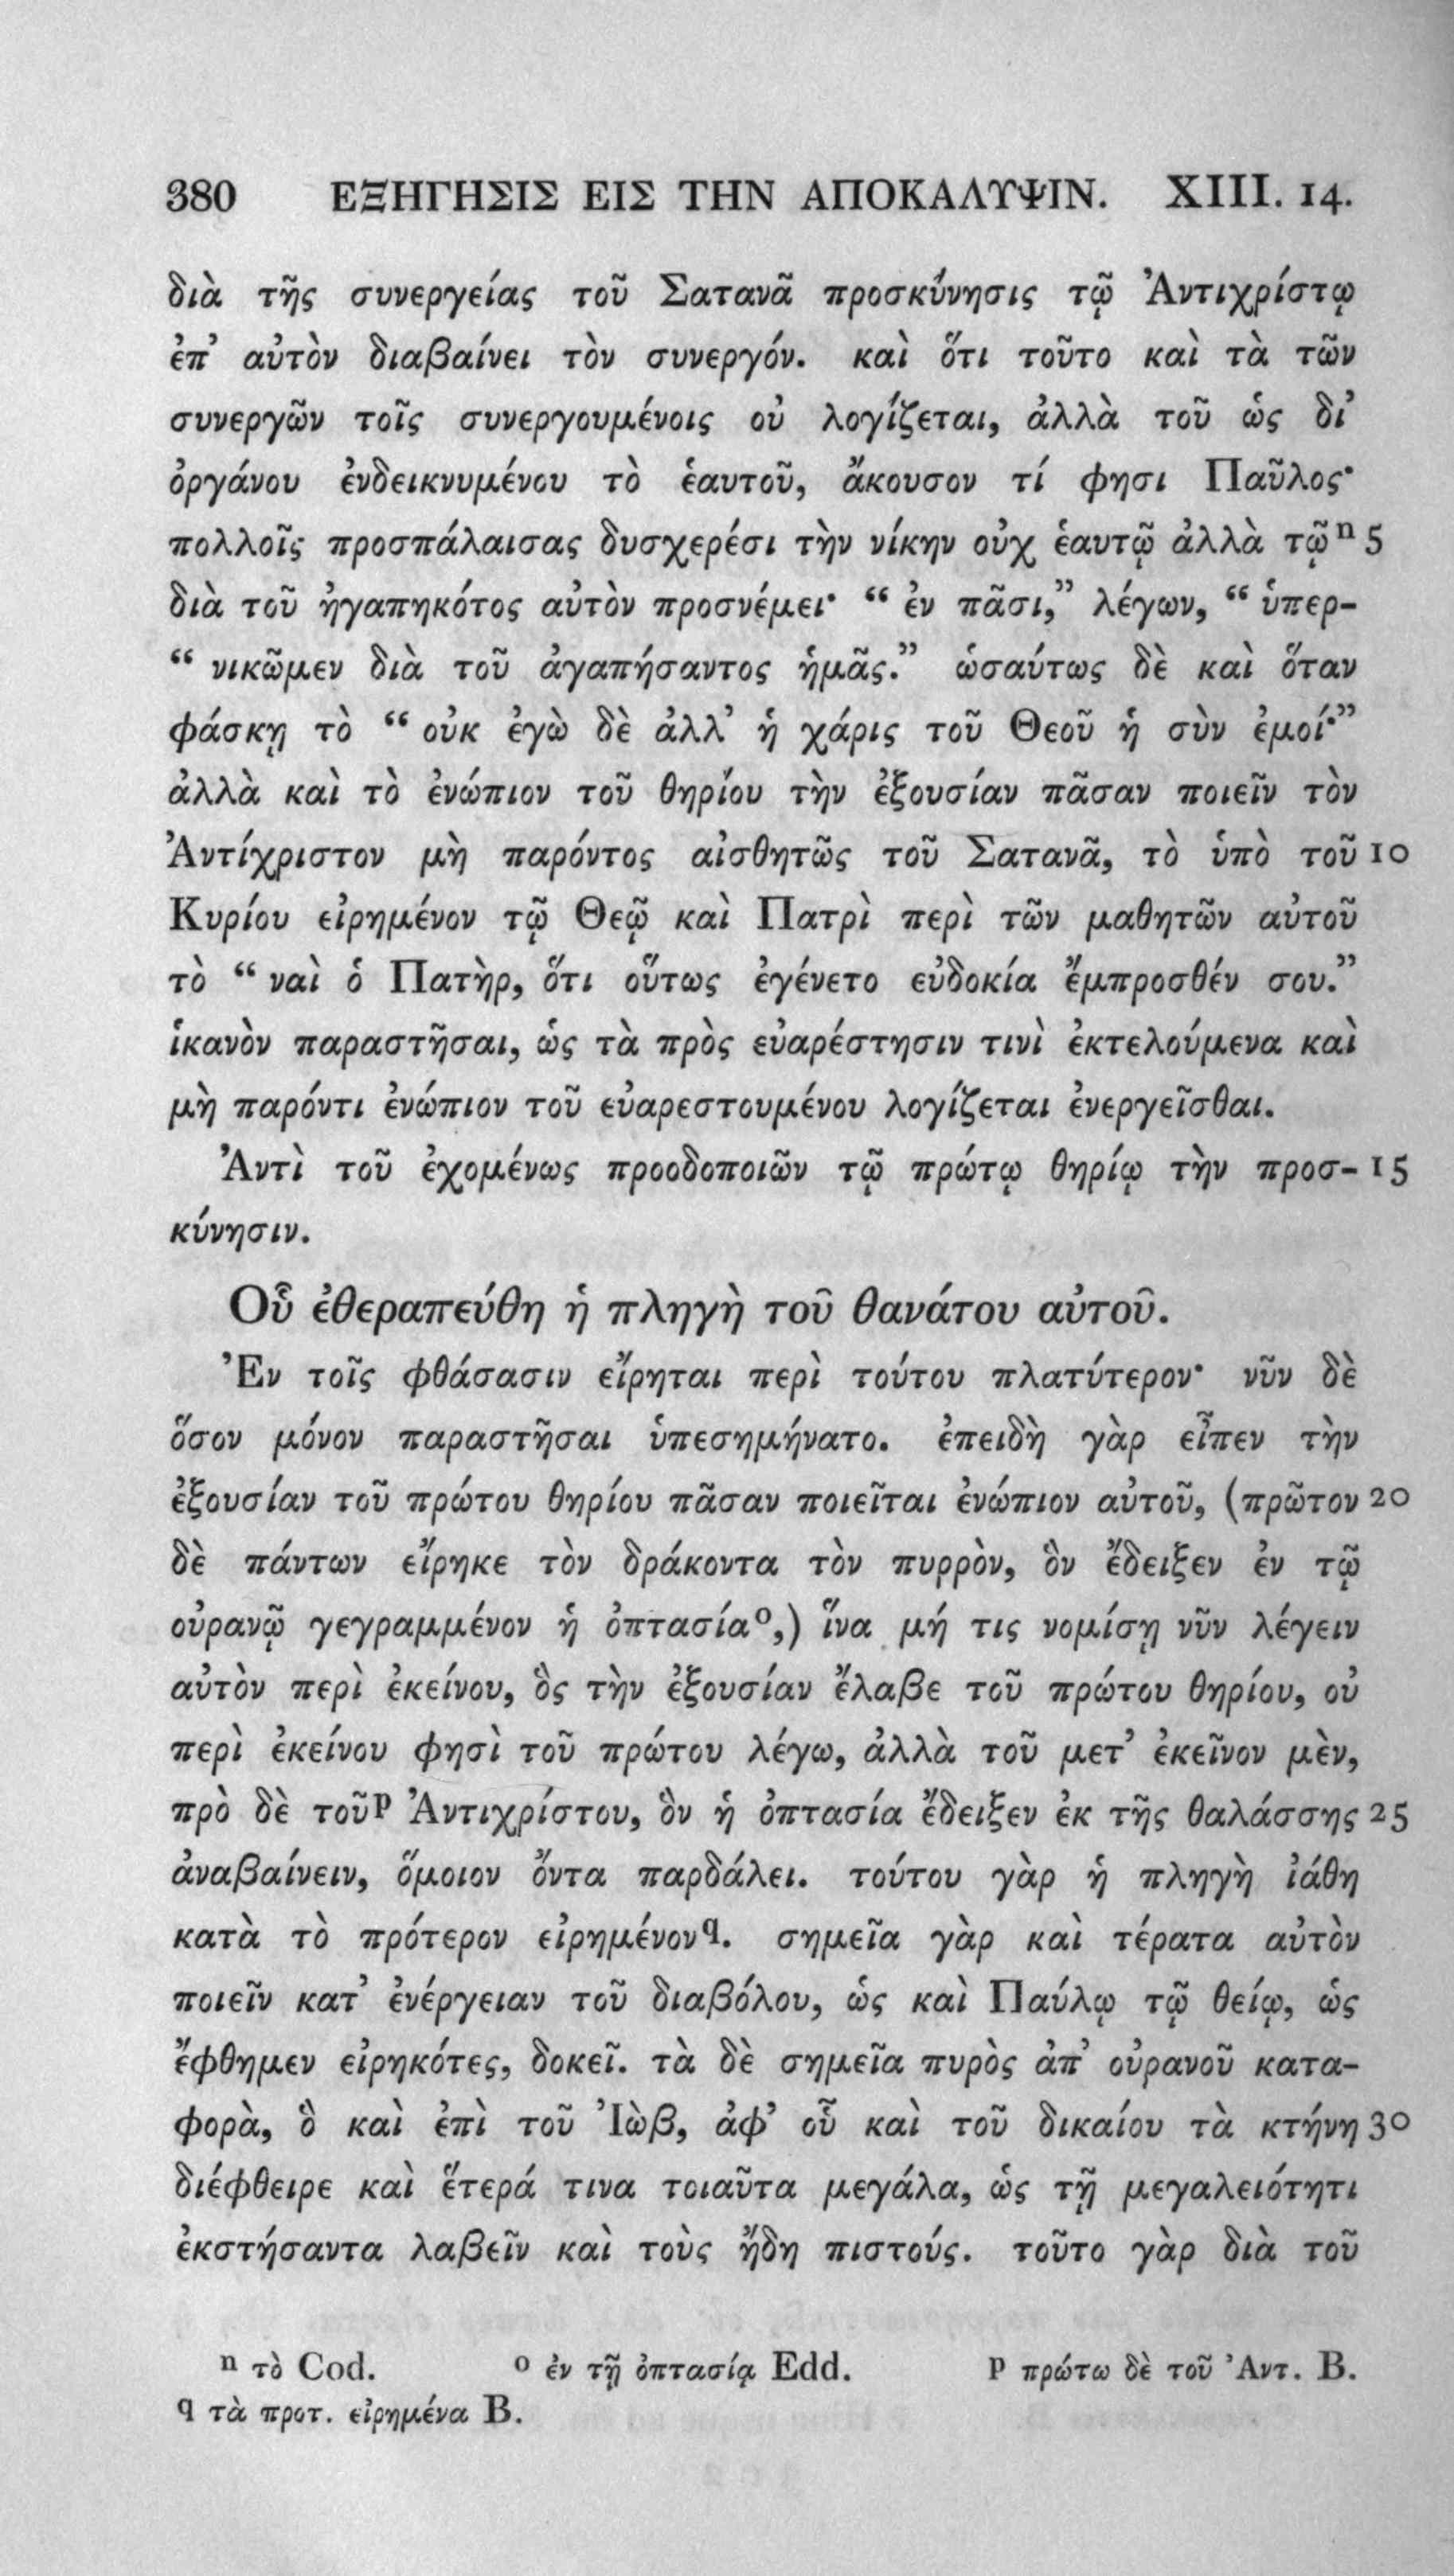 380 ΕΞΗΓΗΣΙΣ ΕΙΣ ΤΗΝ ΑΠΟΚΑΛΥΨΙΝ. XIII. 14.
διὰ τῆς συνεργείας τοῦ Σατανᾶ προσκύνησις τῷ Ἀντιχρίστῳ
ἐπ' αὐτὸν διαβαίνει τὸν συνεργόν. καὶ ὅτι τοῦτο καὶ τὰ τῶν
συνεργῶν τοῖς συνεργουμένοις οὐ λογίζεται, ἀλλὰ τοῦ ὡς δι'
ὀργάνου ἐνδεικνυμένου τὸ ἑαυτοῦ, ἄκουσον τί φησι Παῦλος·
πολλοῖς προσπάλαισας δυσχερέσι τὴν νίκην οὐχ ἑαυτῷ ἀλλὰ τῷ n 5
διὰ τοῦ ἠγαπηκότος αὐτὸν προσνέμει· “ ἐν πᾶσι,” λέγων, “ ὑπερ-
“ νικῶμεν διὰ τοῦ ἀγαπήσαντος ἡμᾶς.” ὡσαύτως δὲ καὶ ὅταν
φάσκῃ τὸ “ οὐκ ἐγὼ δὲ ἀλλ' ἡ χάρις τοῦ Θεοῦ ἡ σὺν ἐμοί·”
ἀλλὰ καὶ τὸ ἐνώπιον τοῦ θηρίου τὴν ἐξουσίαν πᾶσαν ποιεῖν τὸν
Ἀντίχριστον μὴ παρόντος αἰσθητῶς τοῦ Σατανᾶ, τὸ ὑπὸ τοῦ 10
Κυρίου εἰρημένον τῷ Θεῷ καὶ Πατρὶ περὶ τῶν μαθητῶν αὐτοῦ
τὸ “ ναὶ ὁ Πατὴρ, ὅτι οὕτως ἐγένετο εὐδοκία ἔμπροσθέν σου.”
ἱκανὸν παραστῆσαι, ὡς τὰ πρὸς εὐαρέστησιν τινὶ ἐκτελούμενα καὶ
μὴ παρόντι ἐνώπιον τοῦ εὐαρεστουμένου λογίζεται ἐνεργεῖσθαι.
Ἀντὶ τοῦ ἐχομένως προοδοποιῶν τῷ πρώτῳ θηρίῳ τὴν προσ- 15
κύνησιν.
Οὗ ἐθεραπεύθη ἡ πληγὴ τοῦ θανάτου αὐτοῦ.
Ἐν τοῖς φθάσασιν εἴρηται περὶ τούτου πλατύτερον· νῦν δὲ
ὅσον μόνον παραστῆσαι ὑπεσημήνατο. ἐπειδὴ γὰρ εἶπεν τὴν
ἐξουσίαν τοῦ πρώτου θηρίου πᾶσαν ποιεῖται ἐνώπιον αὐτοῦ, (πρῶτον 20
δὲ πάντων εἴρηκε τὸν δράκοντα τὸν πυρρὸν, ὃν ἔδειξεν ἐν τῷ
οὐρανῷ γεγραμμένον ἡ ὀπτασία o,) ἵνα μή τις νομίσῃ νῦν λέγειν
αὐτὸν περὶ ἐκείνου, ὃς τὴν ἐξουσίαν ἔλαβε τοῦ πρώτου θηρίου, οὐ
περὶ ἐκείνου φησὶ τοῦ πρώτου λέγω, ἀλλὰ τοῦ μετ' ἐκεῖνον μὲν,
πρὸ δὲ τοῦ p Ἀντιχρίστου, ὃν ἡ ὀπτασία ἔδειξεν ἐκ τῆς θαλάσσης 25
ἀναβαίνειν, ὅμοιον ὄντα παρδάλει. τούτου γὰρ ἡ πληγὴ ἰάθη
κατὰ τὸ πρότερον εἰρημένον q. σημεῖα γὰρ καὶ τέρατα αὐτὸν
ποιεῖν κατ' ἐνέργειαν τοῦ διαβόλου, ὡς καὶ Παύλῳ τῷ θείῳ, ὡς
ἔφθημεν εἰρηκότες, δοκεῖ. τὰ δὲ σημεῖα πυρὸς ἀπ' οὐρανοῦ κατα-
φορὰ, ὃ καὶ ἐπὶ τοῦ Ἰὼβ, ἀφ' οὗ καὶ τοῦ δικαίου τὰ κτήνη 30
διέφθειρε καὶ ἕτερά τινα τοιαῦτα μεγάλα, ὡς τῇ μεγαλειότητι
ἐκστήσαντα λαβεῖν καὶ τοὺς ἤδη πιστούς. τοῦτο γὰρ διὰ τοῦ
n τὸ Cod. o ἐν τῇ ὀπτασίᾳ Edd. p πρώτω δὲ τοῦ Ἀντ. B.
q τὰ προτ. εἰρημένα B.